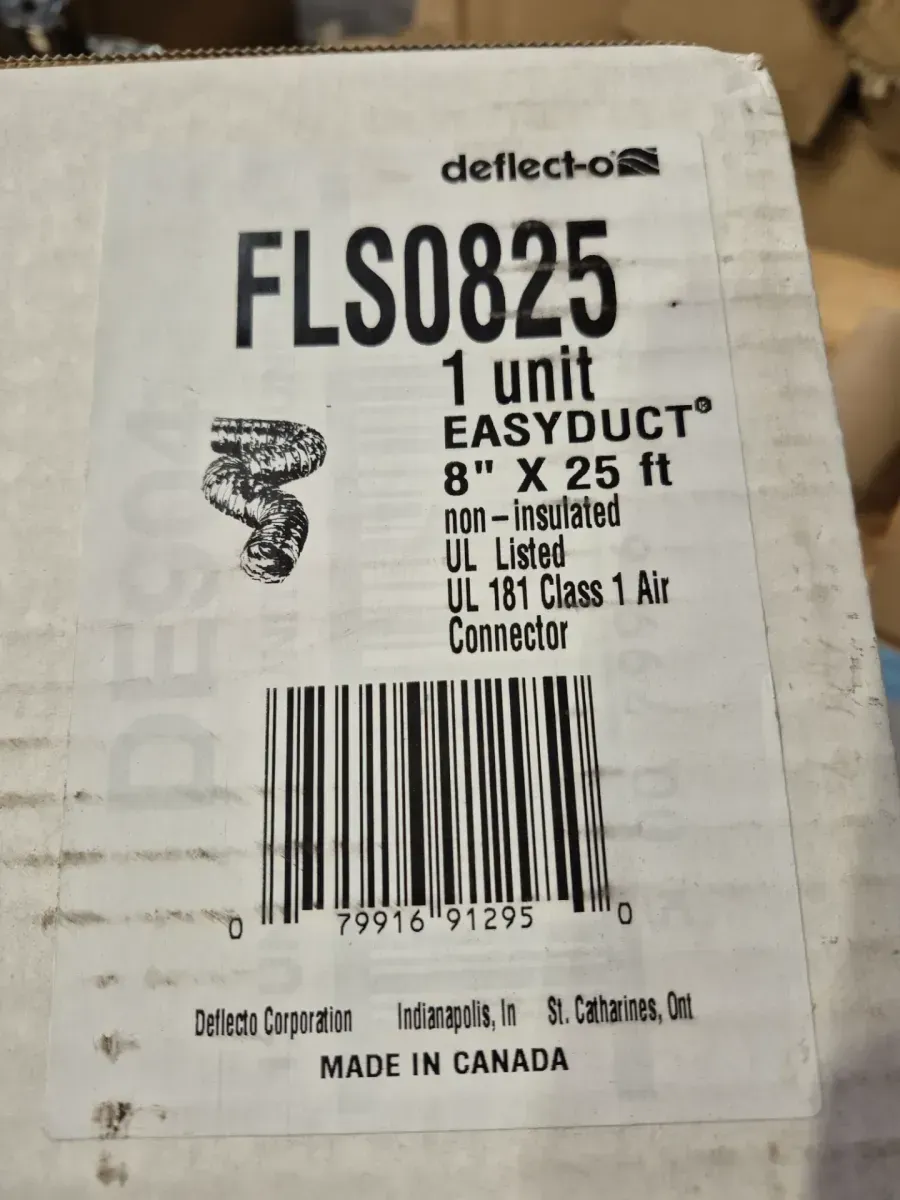 deflect-o
FLS0825
1 unit
EASYDUCT®
8" X 25 ft
non-insulated
UL Listed
UL 181 Class 1 Air
Connector
0 79916 91295 0
Deflecto Corporation Indianapolis, In St. Catharines, Ont
MADE IN CANADA